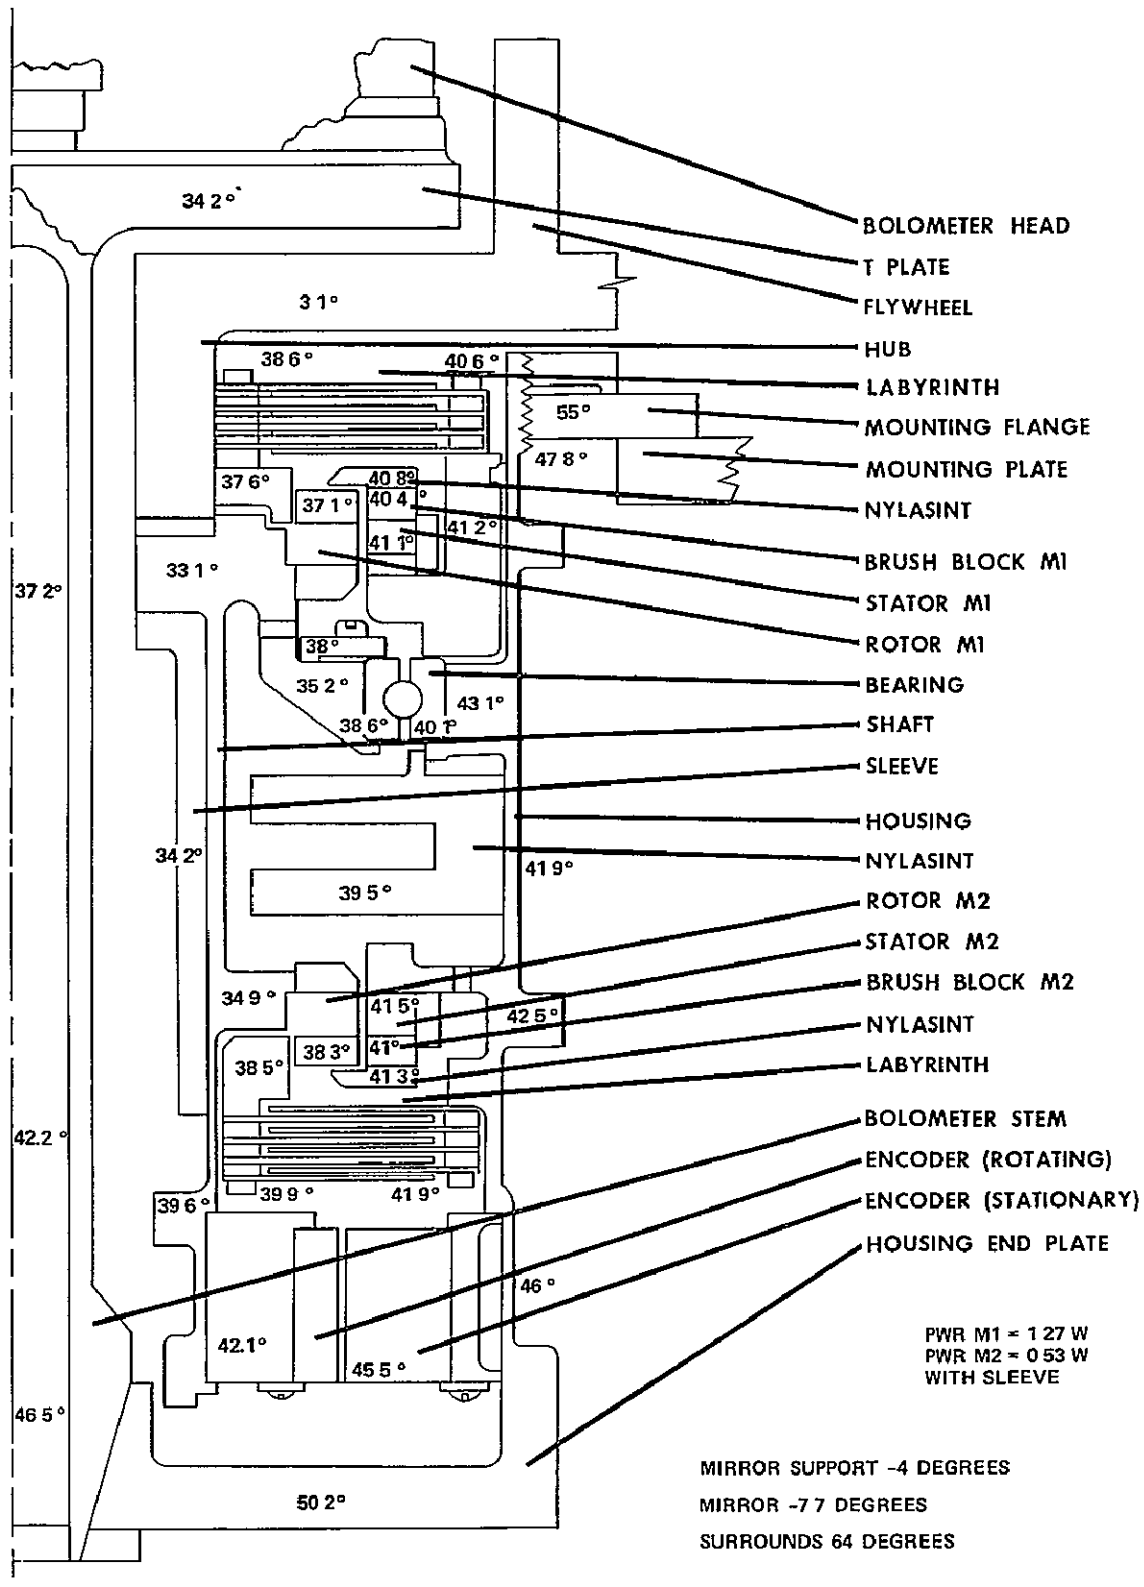 34 2°
BOLOMETER HEAD
T PLATE
FLYWHEEL
3 1°
HUB
38 6°
40 6°
LABYRINTH
55°
MOUNTING FLANGE
47 8°
MOUNTING PLATE
37 6°
40 8°
37 1°
40 4 °
NYLASINT
41 2°
41 1°
BRUSH BLOCK M1
33 1°
37 2°
STATOR M1
ROTOR M1
38°
35 2°
BEARING
43 1°
38 6°
40 1°
SHAFT
SLEEVE
HOUSING
34 2°
NYLASINT
41 9°
39 5°
ROTOR M2
STATOR M2
BRUSH BLOCK M2
34 9°
41 5°
42 5°
NYLASINT
38 3°
41°
38 5°
41 3°
LABYRINTH
BOLOMETER STEM
42.2 °
ENCODER (ROTATING)
39 6°
39 9°
41 9°
ENCODER (STATIONARY)
HOUSING END PLATE
46 °
42.1°
45 5 °
PWR M1 = 1 27 W
PWR M2 = 0 53 W
WITH SLEEVE
46 5°
50 2°
MIRROR SUPPORT -4 DEGREES
MIRROR -7 7 DEGREES
SURROUNDS 64 DEGREES